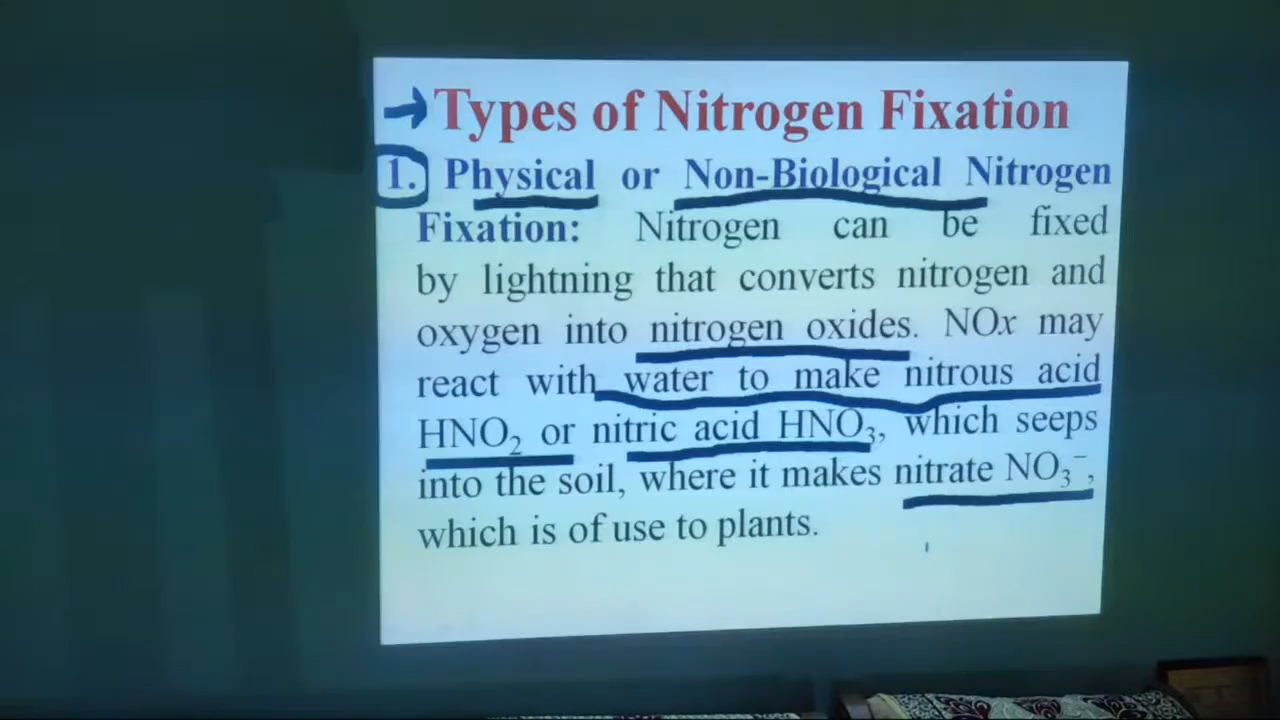 →Types of Nitrogen Fixation
1. Physical or Non-Biological Nitrogen
Fixation: Nitrogen can be fixed
by lightning that converts nitrogen and
oxygen into nitrogen oxides. NOx may
react with water to make nitrous acid
HNO₂ or nitric acid HNO₃, which seeps
into the soil, where it makes nitrate NO₃⁻,
which is of use to plants.